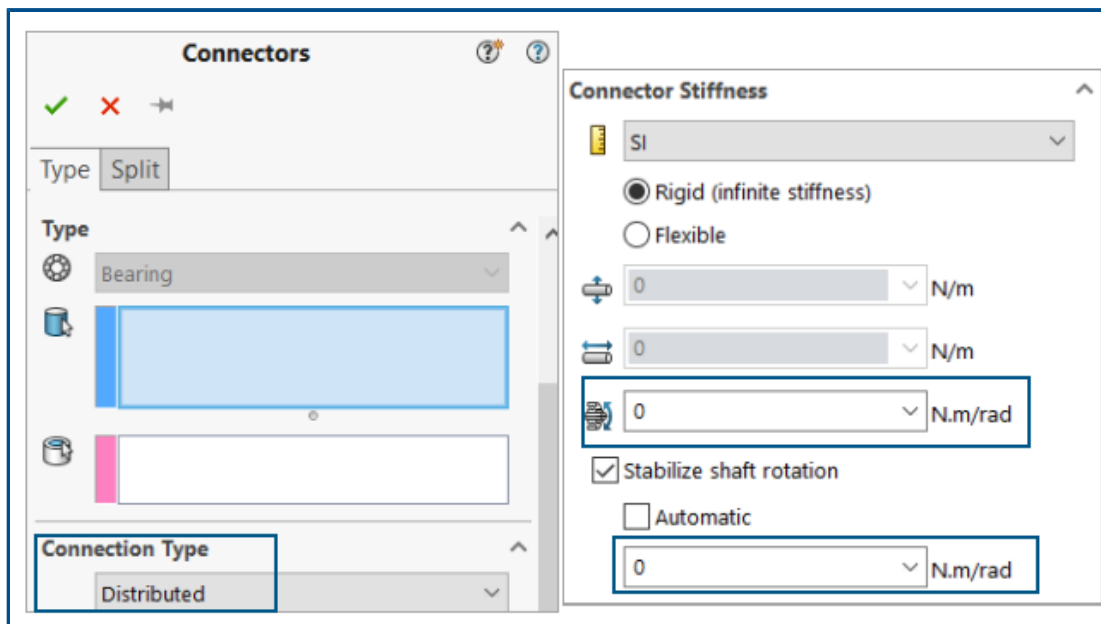 Connectors
Type Split
Type
Bearing
Connection Type
Distributed
Connector Stiffness
SI
Rigid (infinite stiffness)
Flexible
0 N/m
0 N/m
0 N.m/rad
Stabilize shaft rotation
Automatic
0 N.m/rad